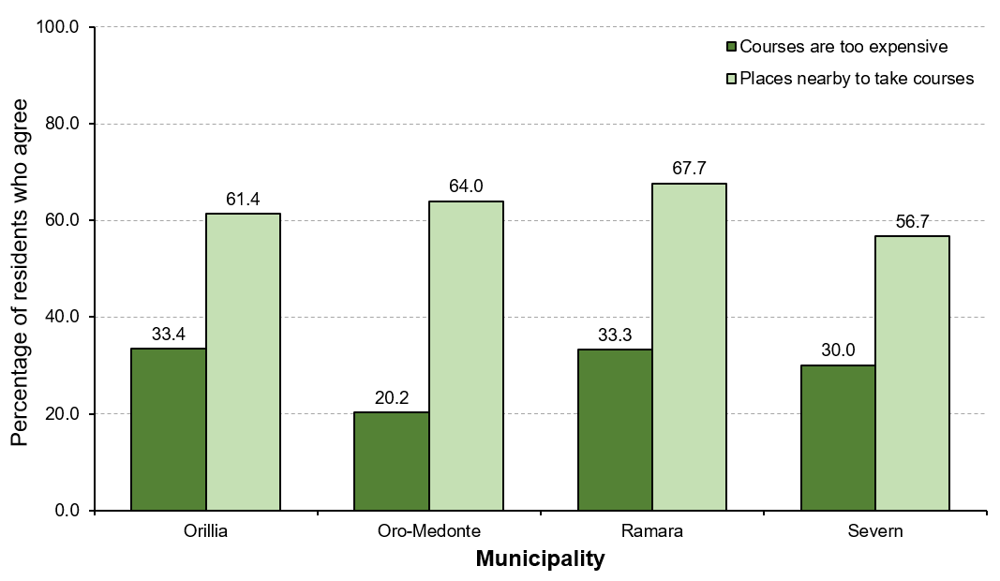 100.0
80.0
60.0
40.0
20.0
0.0
Percentage of residents who agree
Courses are too expensive
Places nearby to take courses
33.4
61.4
20.2
64.0
33.3
67.7
30.0
56.7
Orillia
Oro-Medonte
Ramara
Severn
Municipality